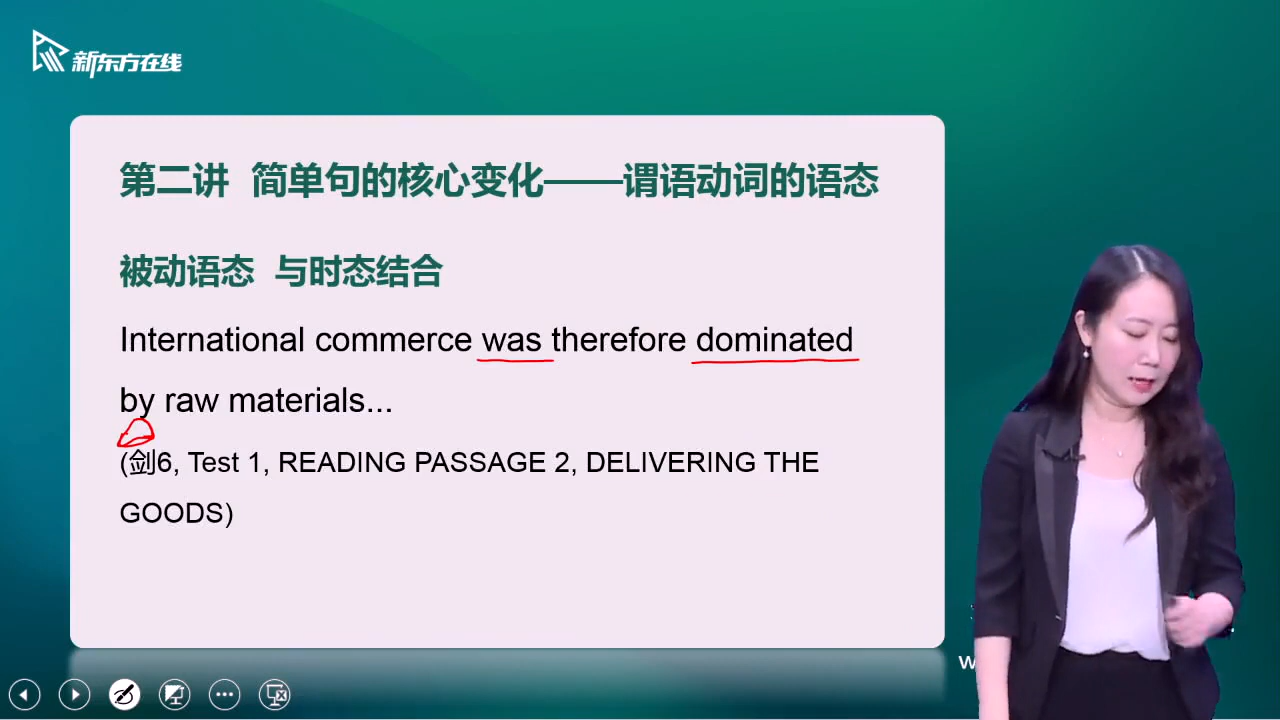 新东方在线
第二讲 简单句的核心变化——谓语动词的语态
被动语态 与时态结合
International commerce was therefore dominated
by raw materials...
(剑6, Test 1, READING PASSAGE 2, DELIVERING THE
GOODS)
w